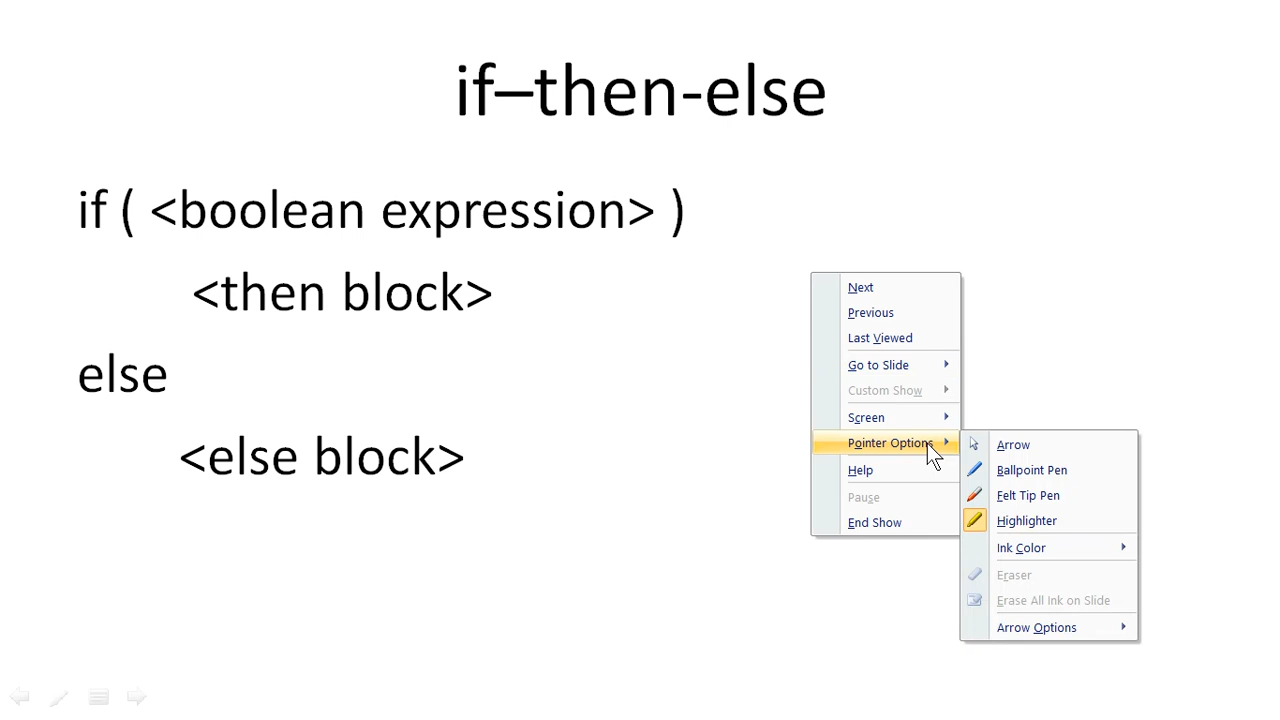 if–then-else
if ( <boolean expression> )
<then block>
else
<else block>
Next
Previous
Last Viewed
Go to Slide
Custom Show
Screen
Pointer Options
Help
Pause
End Show
Arrow
Ballpoint Pen
Felt Tip Pen
Highlighter
Ink Color
Eraser
Erase All Ink on Slide
Arrow Options